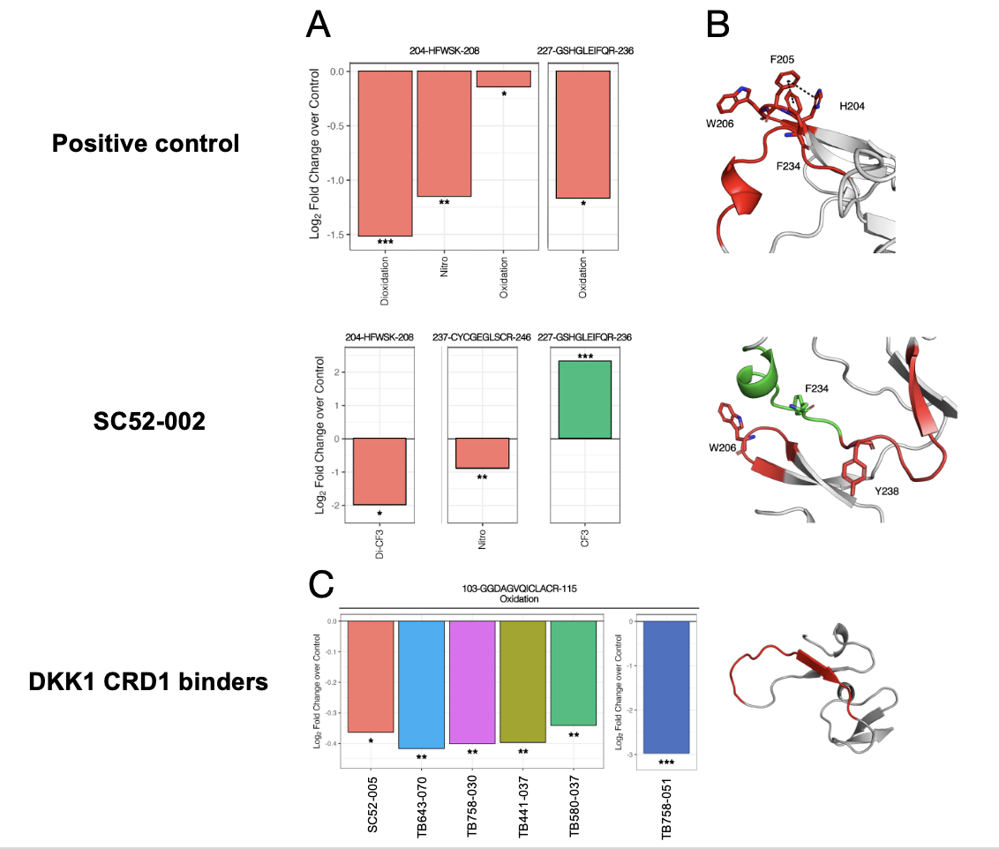 A
B
204-HFWSK-208
227-GSHGLEIFQR-236
Positive control
Log2 Fold Change over Control
0.0
-0.5
-1.0
-1.5
***
**
*
*
Dioxidation
Nitro
Oxidation
Oxidation
F205
H204
W206
F234
204-HFWSK-208
237-CYCGEGLSCR-246
227-GSHGLEIFQR-236
SC52-002
Log2 Fold Change over Control
2
1
0
-1
-2
*
**
***
Di-CF3
Nitro
CF3
F234
W206
Y238
C
103-GGDAGVQICLACR-115
Oxidation
DKK1 CRD1 binders
Log2 Fold Change over Control
0.0
-0.1
-0.2
-0.3
-0.4
*
**
**
**
**
SC52-005
TB643-070
TB758-030
TB441-037
TB580-037
Log2 Fold Change over Control
0
-1
-2
-3
***
TB758-051